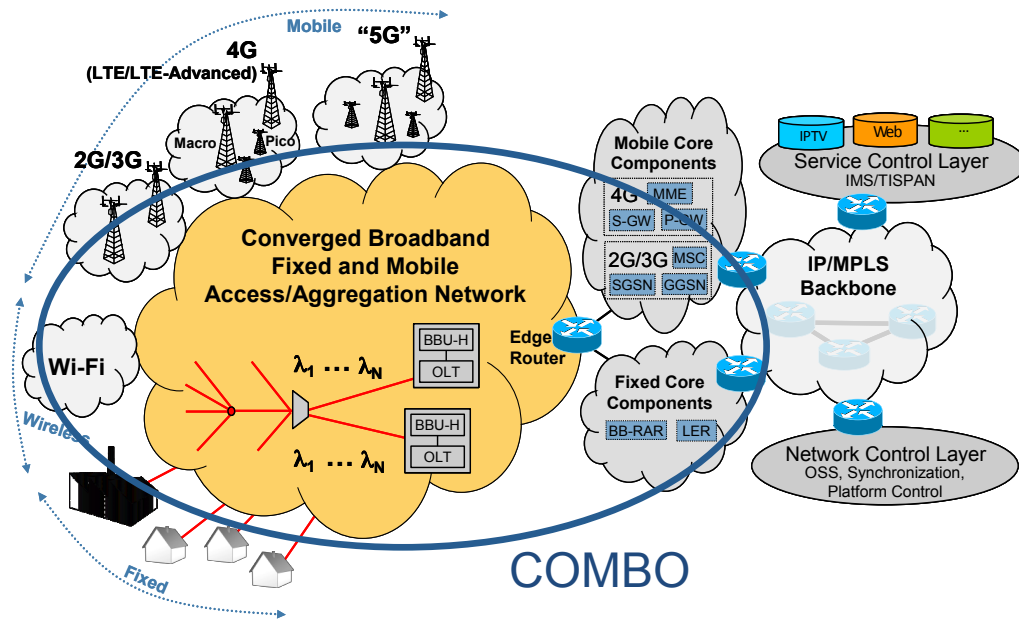 Mobile
"5G"
4G
(LTE/LTE-Advanced)
Macro
Pico
2G/3G
Wi-Fi
Wireless
Fixed
Converged Broadband
Fixed and Mobile
Access/Aggregation Network
λ1 ... λN
BBU-H
OLT
BBU-H
OLT
λ1 ... λN
Edge
Router
Mobile Core
Components
4G
MME
S-GW
P-GW
2G/3G
MSC
SGSN
GGSN
Fixed Core
Components
BB-RAR
LER
IPTV
Web
...
Service Control Layer
IMS/TISPAN
IP/MPLS
Backbone
Network Control Layer
OSS, Synchronization,
Platform Control
COMBO